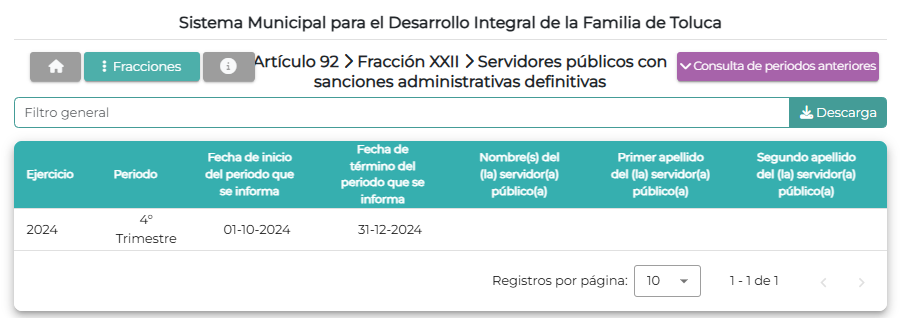 Sistema Municipal para el Desarrollo Integral de la Familia de Toluca
Fracciones
Artículo 92 > Fracción XXII > Servidores públicos con
sanciones administrativas definitivas
Consulta de periodos anteriores
Filtro general
Descarga
Ejercicio
Periodo
Fecha de inicio
del periodo que
se informa
Fecha de
término del
periodo que se
informa
Nombre(s) del
(la) servidor(a)
público(a)
Primer apellido
del (la) servidor(a)
público(a)
Segundo apellido
del (la) servidor(a)
público(a)
2024
4°
Trimestre
01-10-2024
31-12-2024
Registros por página:
10
1 - 1 de 1